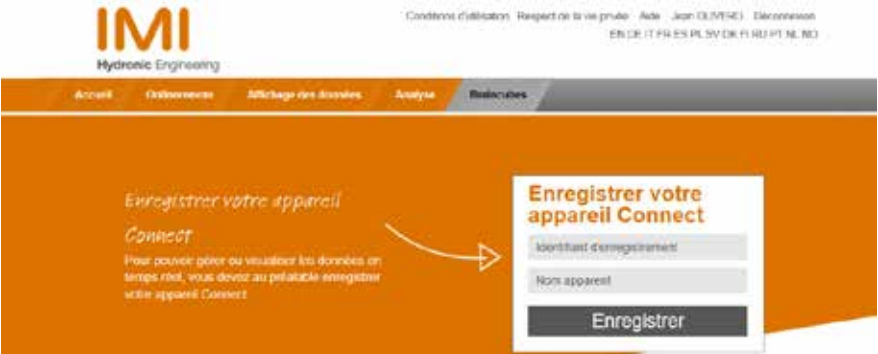 IMI
Hydronic Engineering
Conditions d'utilisation Respect de la vie privée Aide Jean OLIVERO Déconnexion
EN DE IT FR ES PL SV DK FI RU PT NL NO
Accueil Affichage des données Analyse
Enregistrer votre appareil
Connect
Pour pouvoir gérer ou visualiser les données en
temps réel, vous devez au préalable enregistrer
votre appareil Connect
Enregistrer votre
appareil Connect
Identifiant d'enregistrement
Nom appareil
Enregistrer